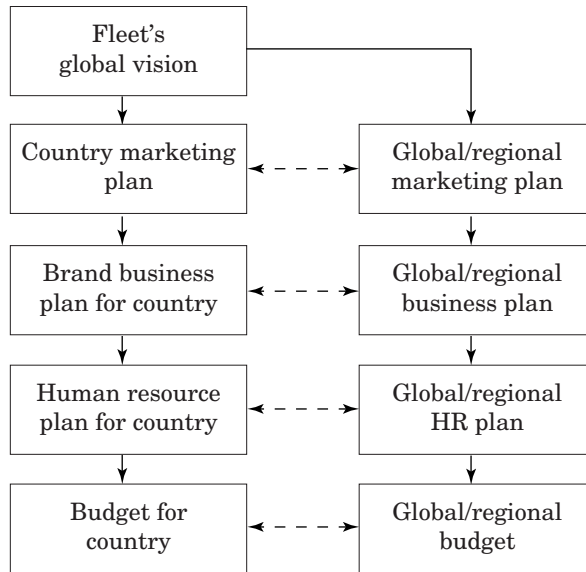 Fleet's
global vision
Country marketing
plan
Global/regional
marketing plan
Brand business
plan for country
Global/regional
business plan
Human resource
plan for country
Global/regional
HR plan
Budget for
country
Global/regional
budget